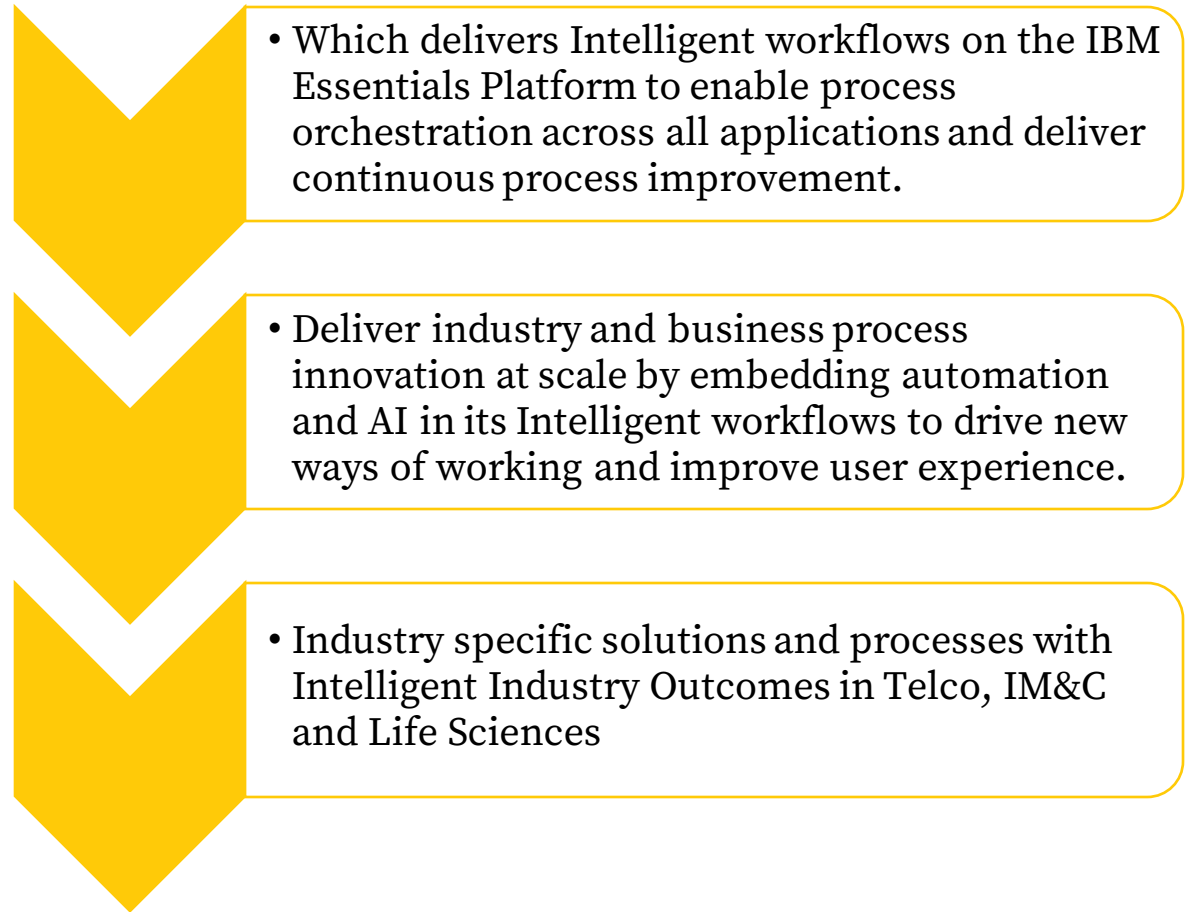 • Which delivers Intelligent workflows on the IBM
Essentials Platform to enable process
orchestration across all applications and deliver
continuous process improvement.
• Deliver industry and business process
innovation at scale by embedding automation
and AI in its Intelligent workflows to drive new
ways of working and improve user experience.
• Industry specific solutions and processes with
Intelligent Industry Outcomes in Telco, IM&C
and Life Sciences